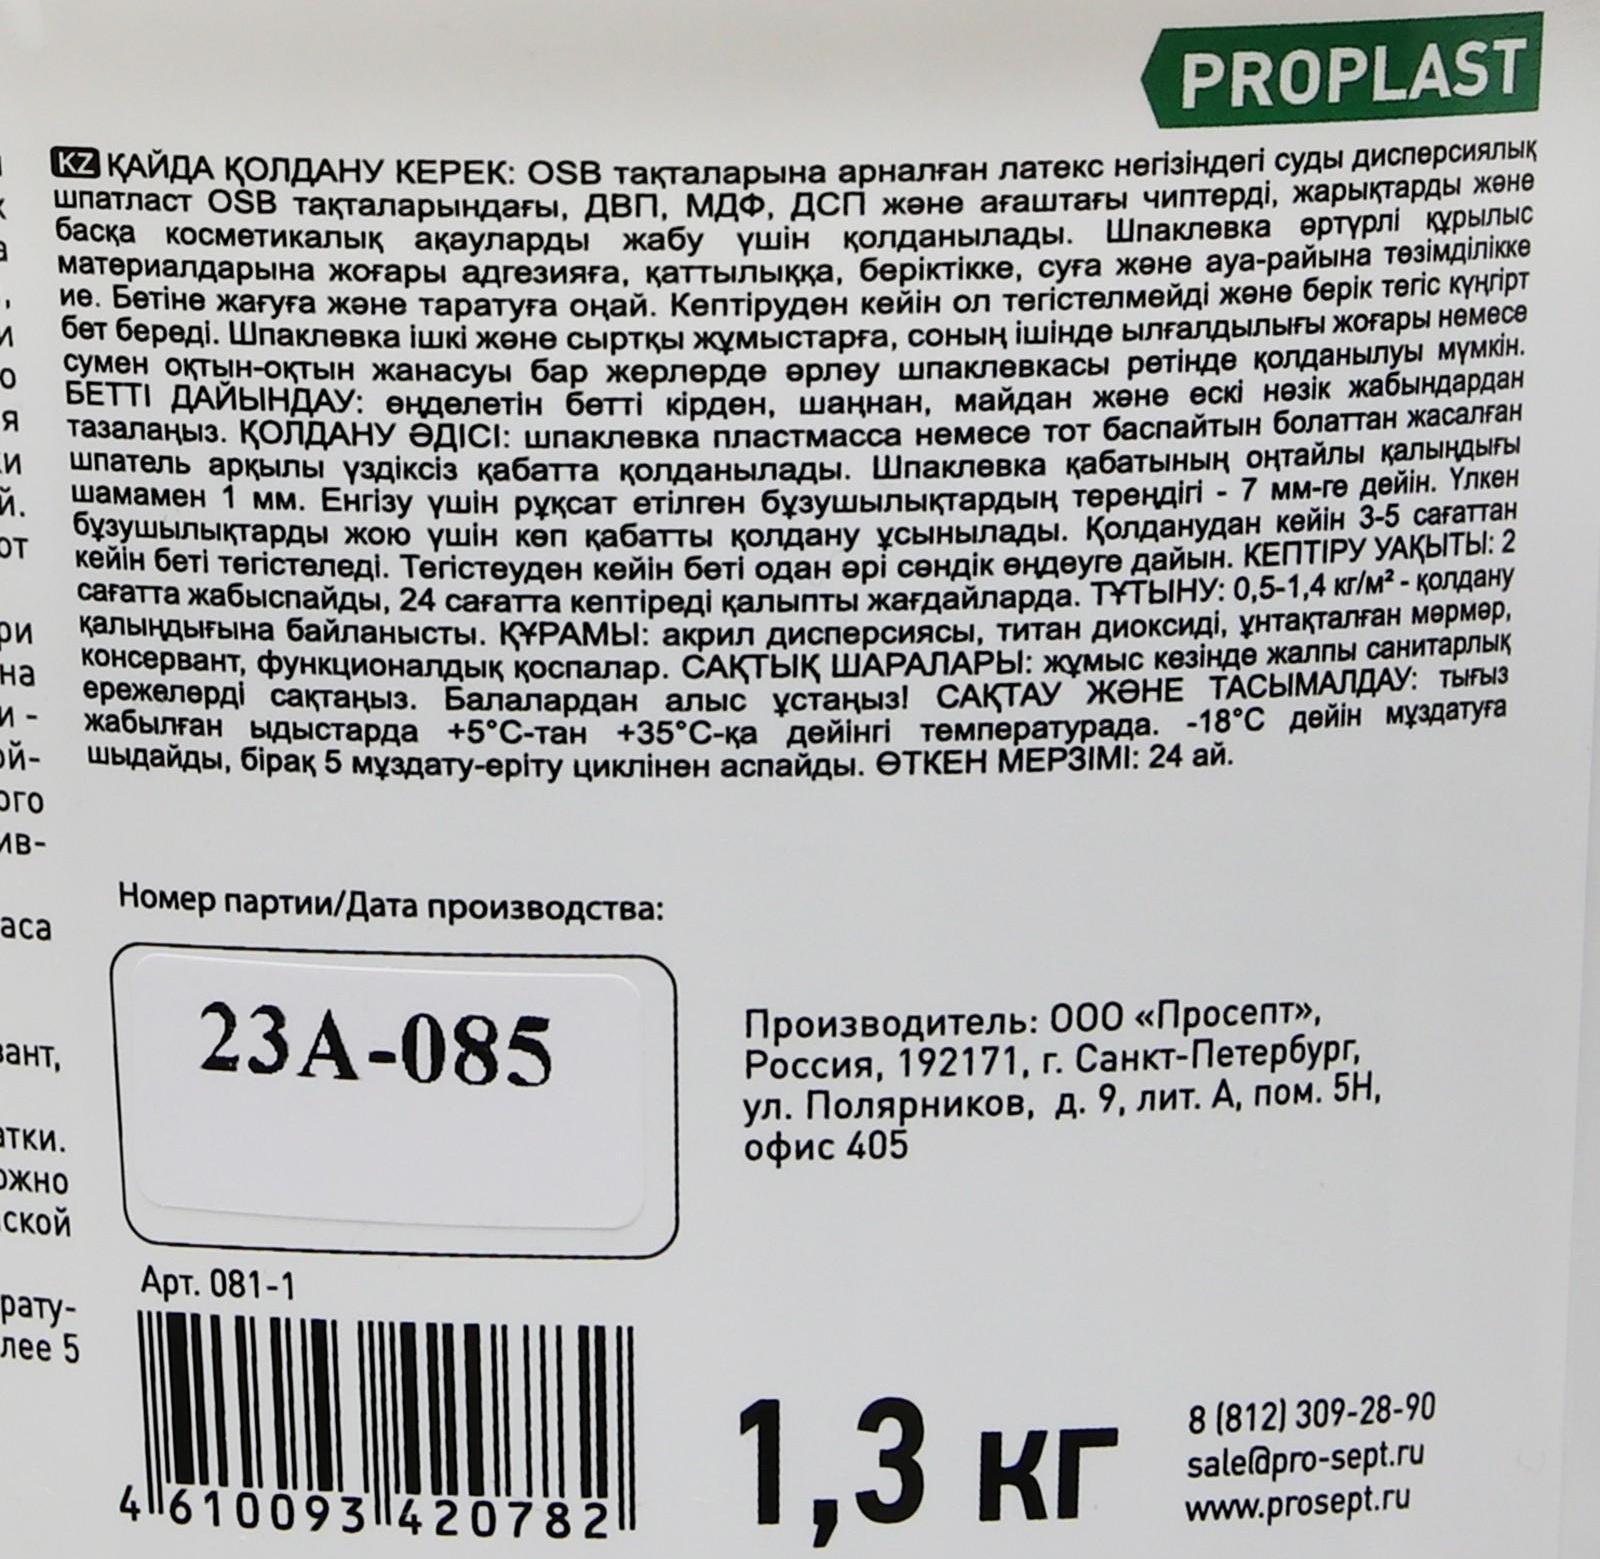 PROPLAST
KZ ҚАЙДА ҚОЛДАНУ КЕРЕК: OSB тақталарына арналған латекс негізіндегі суды дисперсиялық
шпатласт OSB тақталарындағы, ДВП, МДФ, ДСП және ағаштағы чиптерді, жарықтарды және
басқа косметикалық ақауларды жабу үшін қолданылады. Шпаклевка әртүрлі құрылыс
материалдарына жоғары адгезияға, қаттылыққа, беріктікке, суға және ауа-райына төзімділікке
ие. Бетіне жағуға және таратуға оңай. Кептіруден кейін ол тегістелмейді және берік тегіс күңгірт
бет береді. Шпаклевка ішкі және сыртқы жұмыстарға, соның ішінде ылғалдылығы жоғары немесе
сумен оқтын-оқтын жанасуы бар жерлерде әрлеу шпаклевкасы ретінде қолданылуы мүмкін.
БЕТТІ ДАЙЫНДАУ: өңделетін бетті кірден, шаңнан, майдан және ескі нәзік жабындардан
тазалаңыз. ҚОЛДАНУ ӘДІСІ: шпаклевка пластмасса немесе тот баспайтын болаттан жасалған
шпатель арқылы үздіксіз қабатта қолданылады. Шпаклевка қабатының оңтайлы қалыңдығы
шамамен 1 мм. Енгізу үшін рұқсат етілген бұзушылықтардың тереңдігі - 7 мм-ге дейін. Үлкен
бұзушылықтарды жою үшін көп қабатты қолдану ұсынылады. Қолданудан кейін 3-5 сағаттан
кейін беті тегістеледі. Тегістеуден кейін беті одан әрі сәндік өңдеуге дайын. КЕПТІРУ УАҚЫТЫ: 2
сағатта жабыспайды, 24 сағатта кептіреді қалыпты жағдайларда. ТҰТЫНУ: 0,5-1,4 кг/м² - қолдану
қалыңдығына байланысты. ҚҰРАМЫ: акрил дисперсиясы, титан диоксиді, ұнтақталған мәрмәр,
консервант, функционалдық қоспалар. САҚТЫҚ ШАРАЛАРЫ: жұмыс кезінде жалпы санитарлық
ережелерді сақтаңыз. Балалардан алыс ұстаңыз! САҚТАУ ЖӘНЕ ТАСЫМАЛДАУ: тығыз
жабылған ыдыстарда +5°С-тан +35°С-қа дейінгі температурада. -18°С дейін мұздатуға
шыдайды, бірақ 5 мұздату-еріту циклінен аспайды. ӨТКЕН МЕРЗІМІ: 24 ай.
Номер партии/Дата производства:
23А-085
Производитель: ООО «Просепт»,
Россия, 192171, г. Санкт-Петербург,
ул. Полярников, д. 9, лит. А, пом. 5Н,
офис 405
Арт. 081-1
4 610093 420782
1,3 кг
8 (812) 309-28-90
sale@pro-sept.ru
www.prosept.ru